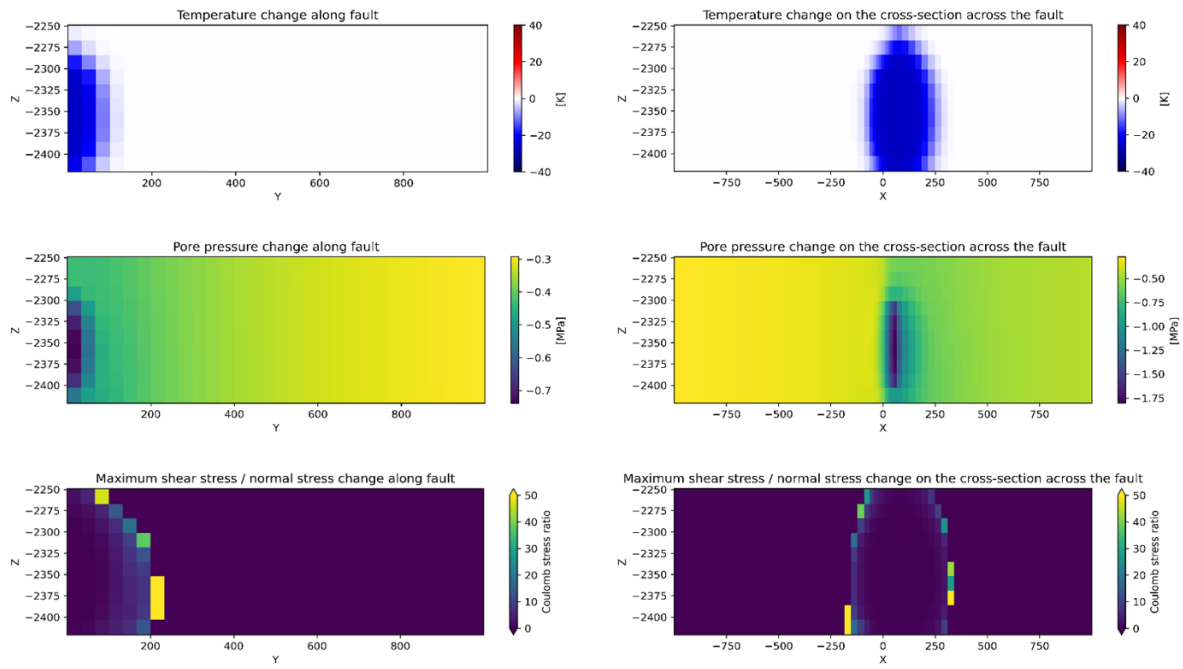 Temperature change along fault
−2250
−2275
−2300
−2325
−2350
−2375
−2400
Z
200 400 600 800
Y
40
20
0
−20
−40
[K]
Temperature change on the cross-section across the fault
−2250
−2275
−2300
−2325
−2350
−2375
−2400
Z
−750 −500 −250 0 250 500 750
X
40
20
0
−20
−40
[K]
Pore pressure change along fault
−2250
−2275
−2300
−2325
−2350
−2375
−2400
Z
200 400 600 800
Y
−0.3
−0.4
−0.5
−0.6
−0.7
[MPa]
Pore pressure change on the cross-section across the fault
−2250
−2275
−2300
−2325
−2350
−2375
−2400
Z
−750 −500 −250 0 250 500 750
X
−0.50
−0.75
−1.00
−1.25
−1.50
−1.75
[MPa]
Maximum shear stress / normal stress change along fault
−2250
−2275
−2300
−2325
−2350
−2375
−2400
Z
200 400 600 800
Y
50
40
30
20
10
0
Coulomb stress ratio
Maximum shear stress / normal stress change on the cross-section across the fault
−2250
−2275
−2300
−2325
−2350
−2375
−2400
Z
−750 −500 −250 0 250 500 750
X
50
40
30
20
10
0
Coulomb stress ratio